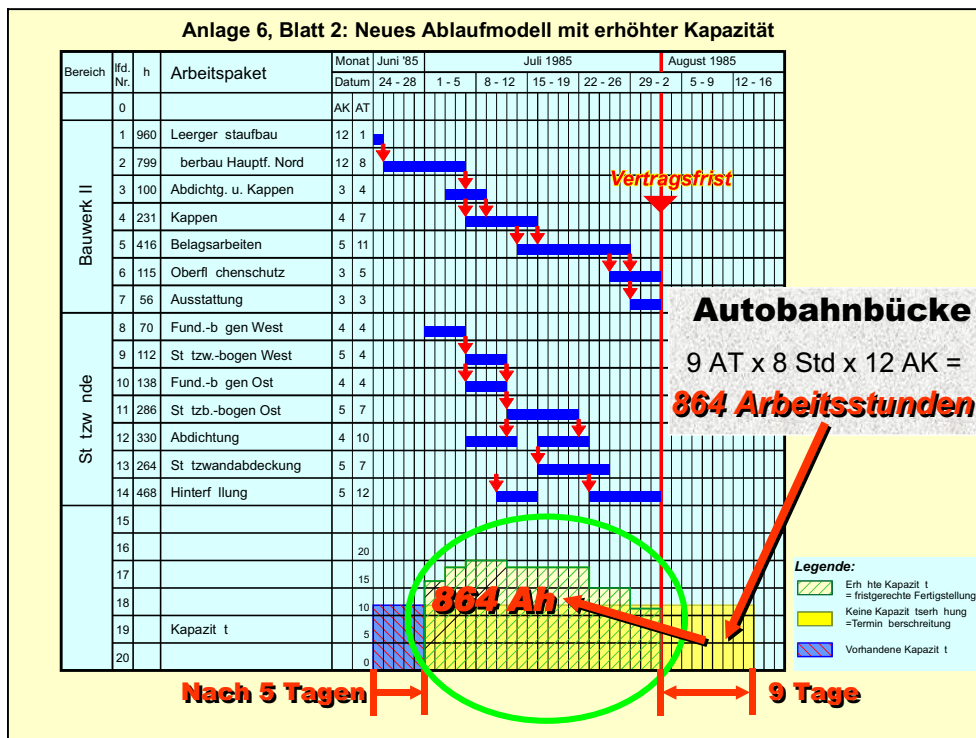 Anlage 6, Blatt 2: Neues Ablaufmodell mit erhöhter Kapazität
Bereich lfd. Nr. h Arbeitspaket Monat Juni '85 Juli 1985 August 1985
Datum 24 - 28 1 - 5 8 - 12 15 - 19 22 - 26 29 - 2 5 - 9 12 - 16
0 AK AT
Bauwerk II
1 960 Leerger staufbau 12 1
2 799 berbau Hauptf. Nord 12 8
3 100 Abdichtg. u. Kappen 3 4
4 231 Kappen 4 7
5 416 Belagsarbeiten 5 11
6 115 Oberfl chenschutz 3 5
7 56 Ausstattung 3 3
Vertragsfrist
St tzw nde
8 70 Fund.-b gen West 4 4
9 112 St tzw.-bogen West 5 4
10 138 Fund.-b gen Ost 4 4
11 286 St tzb.-bogen Ost 5 7
12 330 Abdichtung 4 10
13 264 St tzwandabdeckung 5 7
14 468 Hinterf llung 5 12
Autobahnbücke
9 AT x 8 Std x 12 AK =
864 Arbeitsstunden
15
16 20
17 15
18 10
19 Kapazit t 5
20 0
864 Ah
Legende:
Erh hte Kapazit t
= fristgerechte Fertigstellung
Keine Kapazit tserh hung
=Termin berschreitung
Vorhandene Kapazit t
Nach 5 Tagen
9 Tage